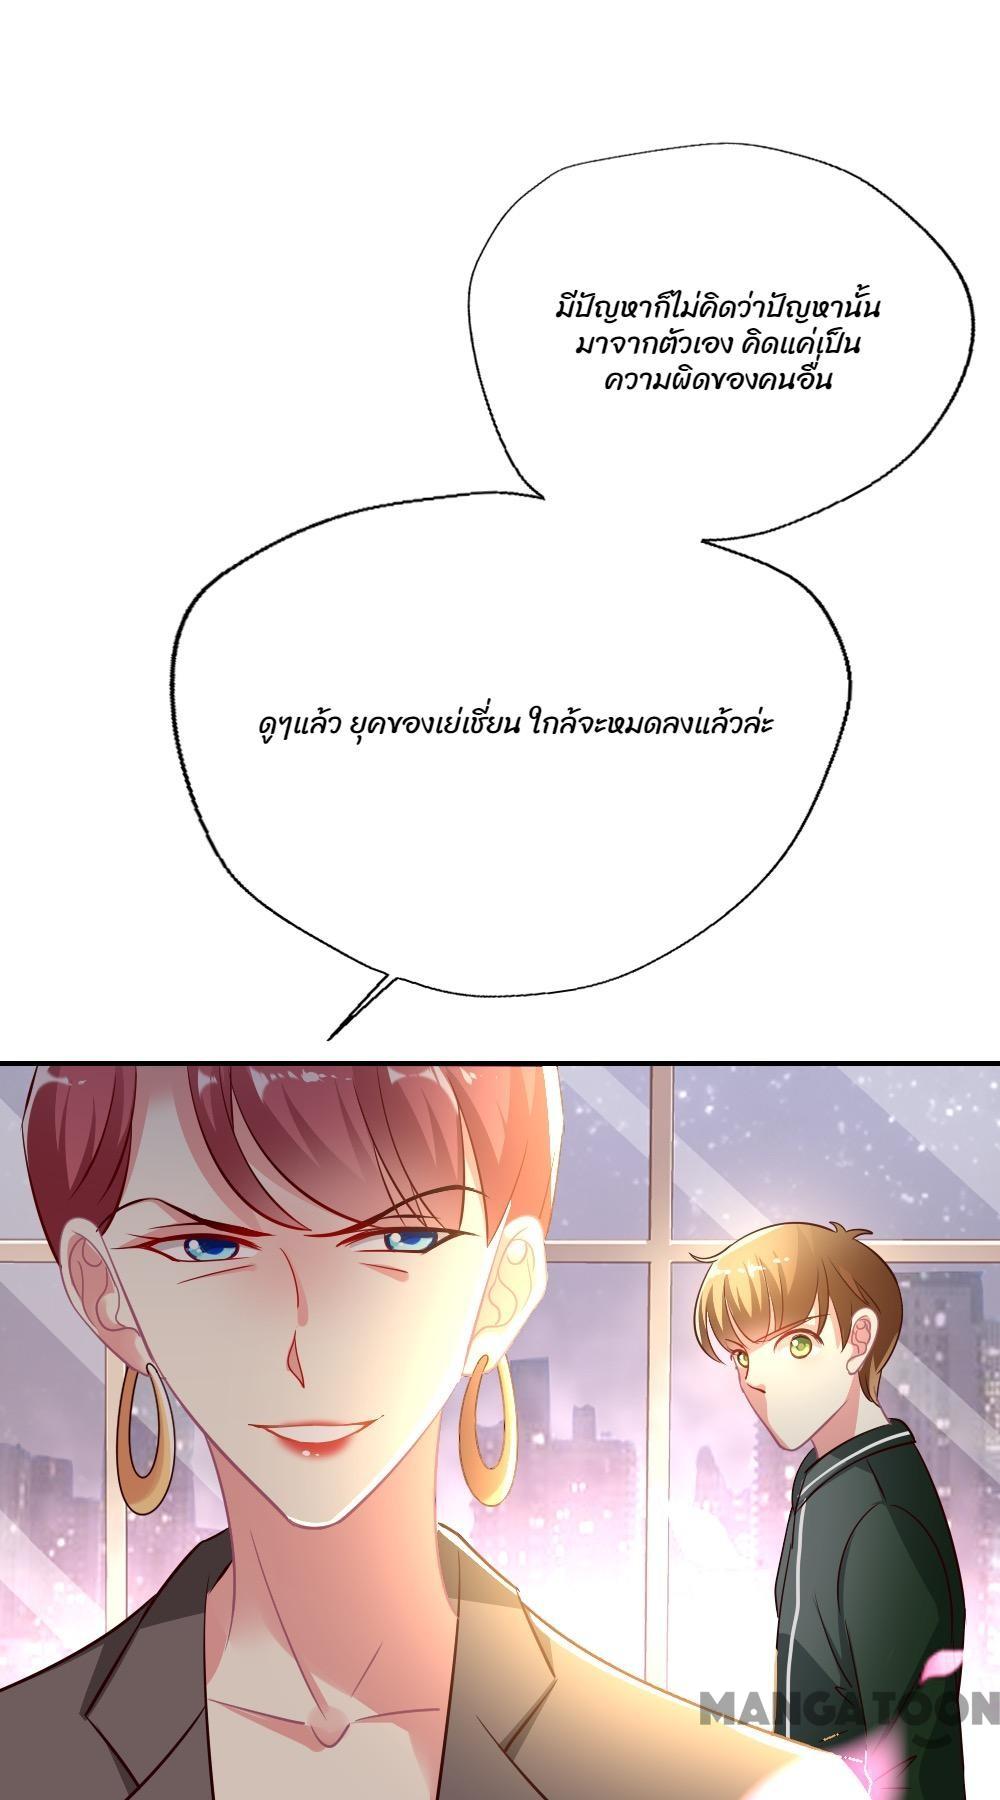 มีปัญหาก็ไม่คิดว่าปัญหานั้น
มาจากตัวเอง คิดแค่เป็น
ความผิดของคนอื่น
ดูๆแล้ว ยุคของเย่เชี่ยน ใกล้จะหมดลงแล้วล่ะ
MANGATOON